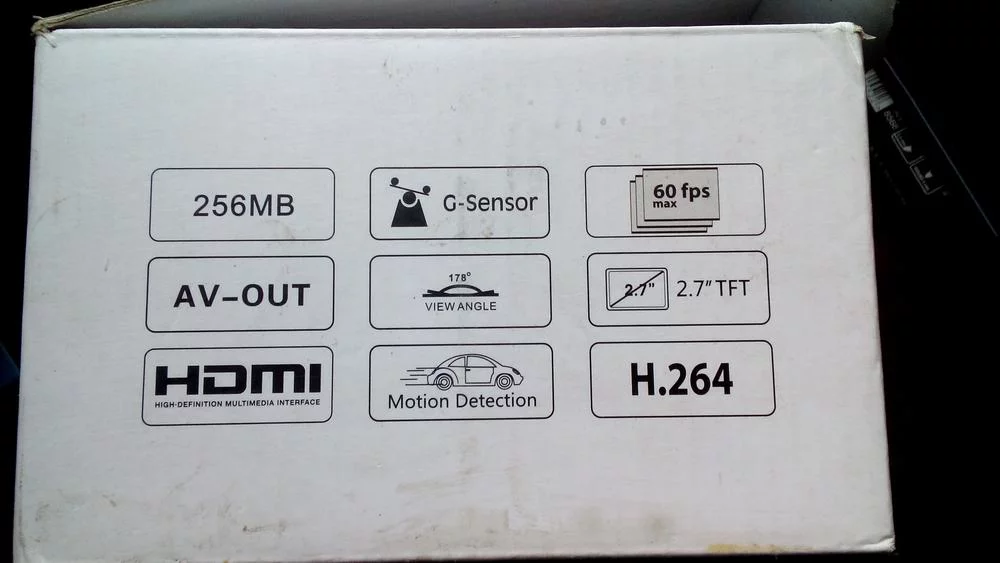 256MB
G-Sensor
60 fps
max
AV-OUT
178°
VIEW ANGLE
2.7"
2.7" TFT
HDMI
HIGH-DEFINITION MULTIMEDIA INTERFACE
Motion Detection
H.264